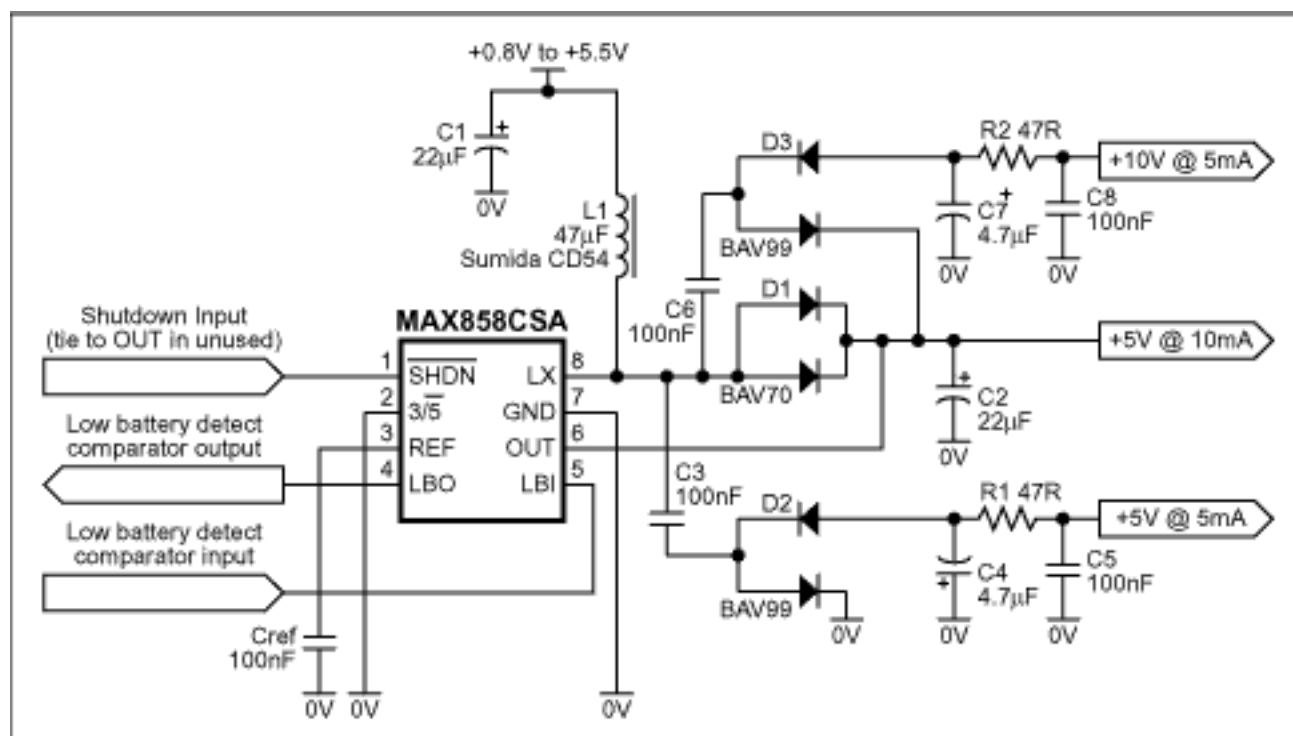 +0.8V to +5.5V
C1
+
22µF
0V
L1
47µF
Sumida CD54
D3
R2 47R
+10V @ 5mA
C7
+
4.7µF
C8
100nF
0V
0V
BAV99
C6
100nF
D1
BAV70
+5V @ 10mA
+
C2
22µF
0V
Shutdown Input
(tie to OUT in unused)
Low battery detect
comparator output
Low battery detect
comparator input
MAX858CSA
1 SHDN LX 8
2 3/5 GND 7
3 REF OUT 6
4 LBO LBI 5
C3
100nF
D2
R1 47R
+5V @ 5mA
BAV99
0V
C4
+
4.7µF
C5
100nF
0V
0V
Cref
100nF
0V
0V
0V